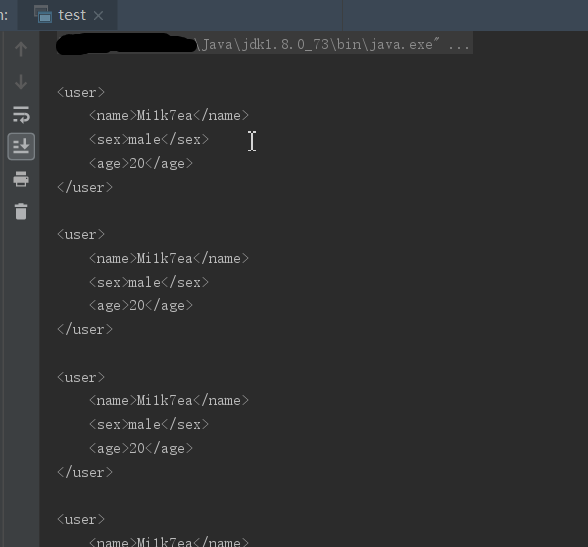 n:
test
\Java\jdk1.8.0_73\bin\java.exe" ...
<user>
<name>Mi1k7ea</name>
<sex>male</sex>
<age>20</age>
</user>
<user>
<name>Mi1k7ea</name>
<sex>male</sex>
<age>20</age>
</user>
<user>
<name>Mi1k7ea</name>
<sex>male</sex>
<age>20</age>
</user>
<user>
<name>Mi1k7ea</name>